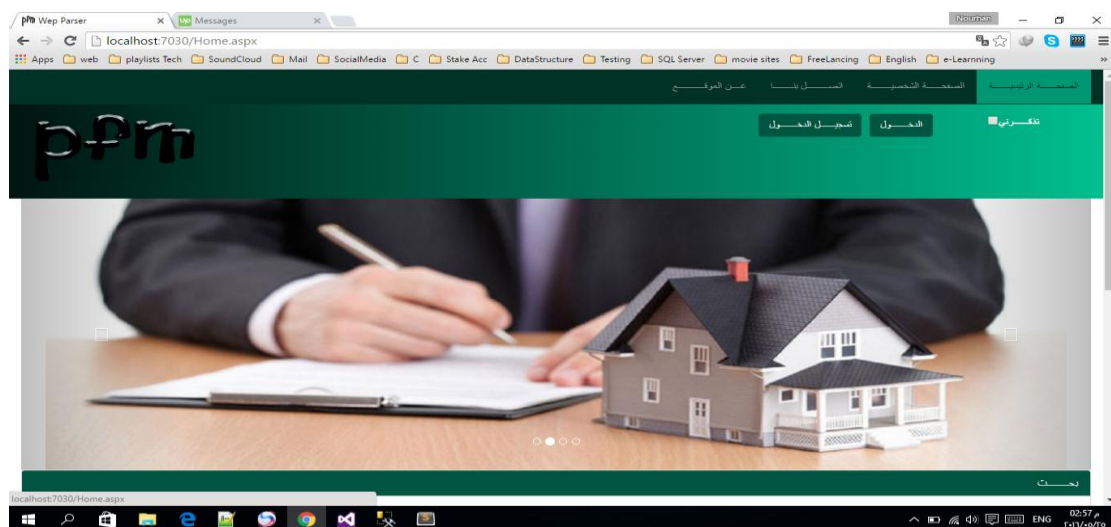 ppm Wep Parser
Up Messages
Nourhan
localhost:7030/Home.aspx
Apps web playlists Tech SoundCloud Mail SocialMedia C Stake Acc DataStructure Testing SQL Server movie sites FreeLancing English e-Learnning »
الصفحة الرئيسية الصفحة الشخصية اتصل بنا عن الموقع
ppm
تذكرني الدخول تسجيل الدخول
بحث
localhost:7030/Home.aspx
ENG
02:57 م